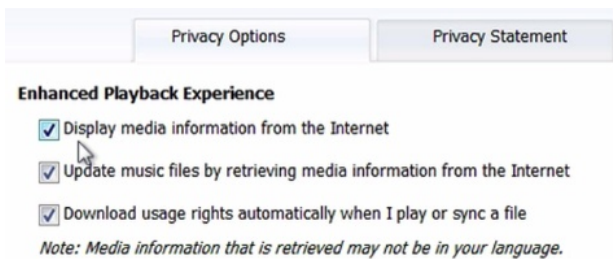 Privacy Options
Privacy Statement
Enhanced Playback Experience
Display media information from the Internet
Update music files by retrieving media information from the Internet
Download usage rights automatically when I play or sync a file
Note: Media information that is retrieved may not be in your language.